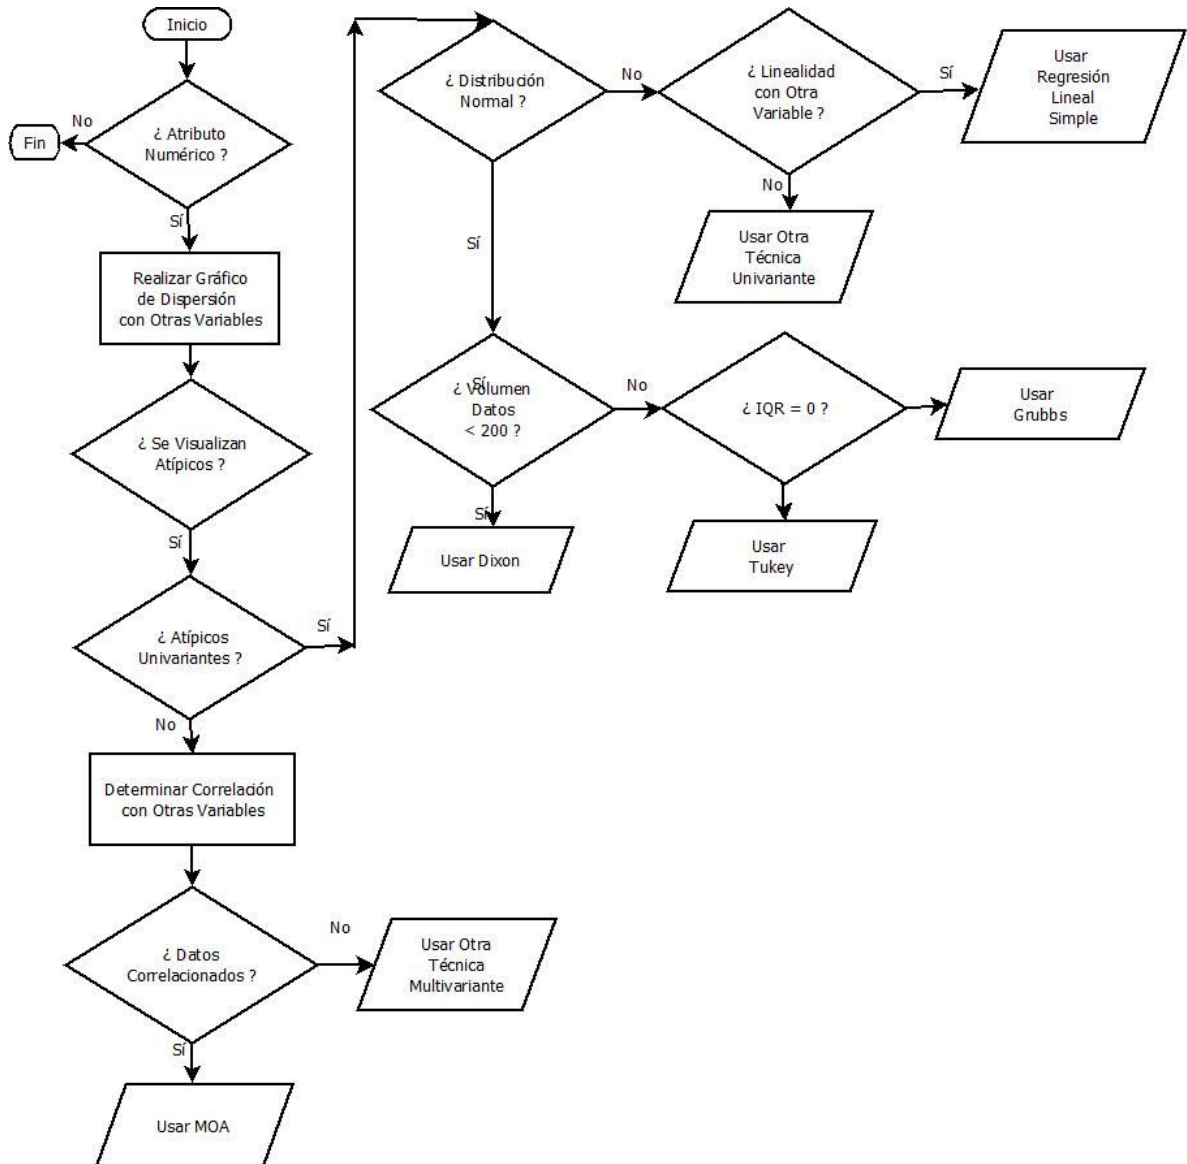 Inicio
¿ Atributo
Numérico ?
No
Fin
Sí
Realizar Gráfico
de Dispersión
con Otras Variables
¿ Se Visualizan
Atípicos ?
Sí
¿ Atípicos
Univariantes ?
Sí
No
Determinar Correlación
con Otras Variables
¿ Datos
Correlacionados ?
No
Usar Otra
Técnica
Multivariante
Sí
Usar MOA
¿ Distribución
Normal ?
No
¿ Linealidad
con Otra
Variable ?
Sí
Usar
Regresión
Lineal
Simple
No
Usar Otra
Técnica
Univariante
Sí
Sí
¿ Volumen
Datos
< 200 ?
No
¿ IQR = 0 ?
Usar
Grubbs
Sí
Usar Dixon
Usar
Tukey